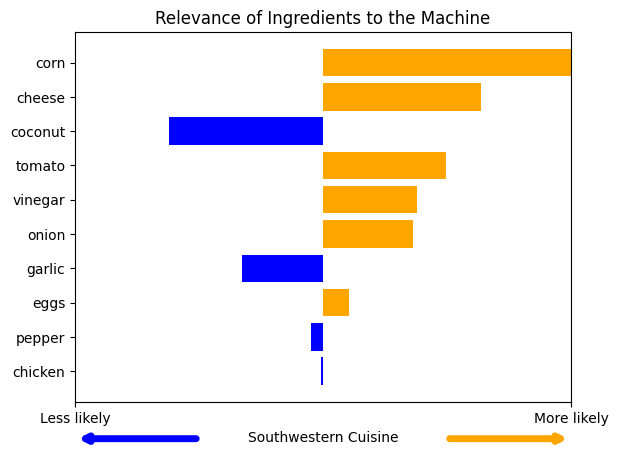 Relevance of Ingredients to the Machine
corn
cheese
coconut
tomato
vinegar
onion
garlic
eggs
pepper
chicken
Less likely
More likely
Southwestern Cuisine